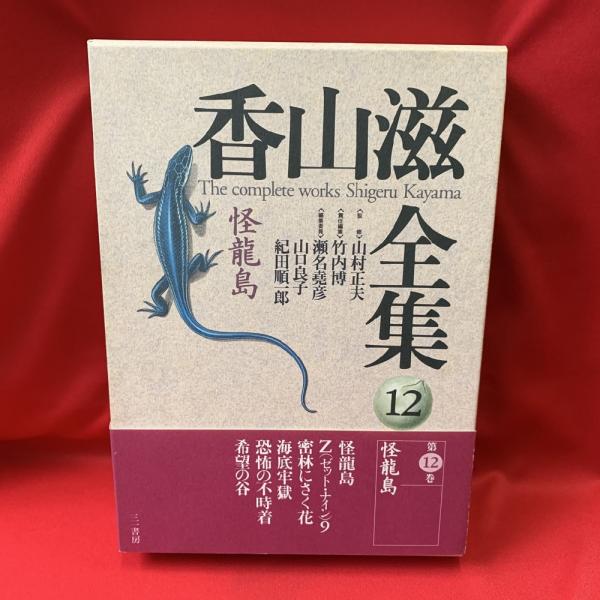 香山滋
The complete works Shigeru Kayama
全集
12
〈監修〉山村正夫
〈責任編集〉竹内博
〈編集委員〉瀬名堯彦
山口良子
紀田順一郎
怪龍島
第12巻
怪龍島
怪龍島
Z(ゼット・ナイン)9
密林にさく花
海底牢獄
恐怖の不時着
希望の谷
三一書房